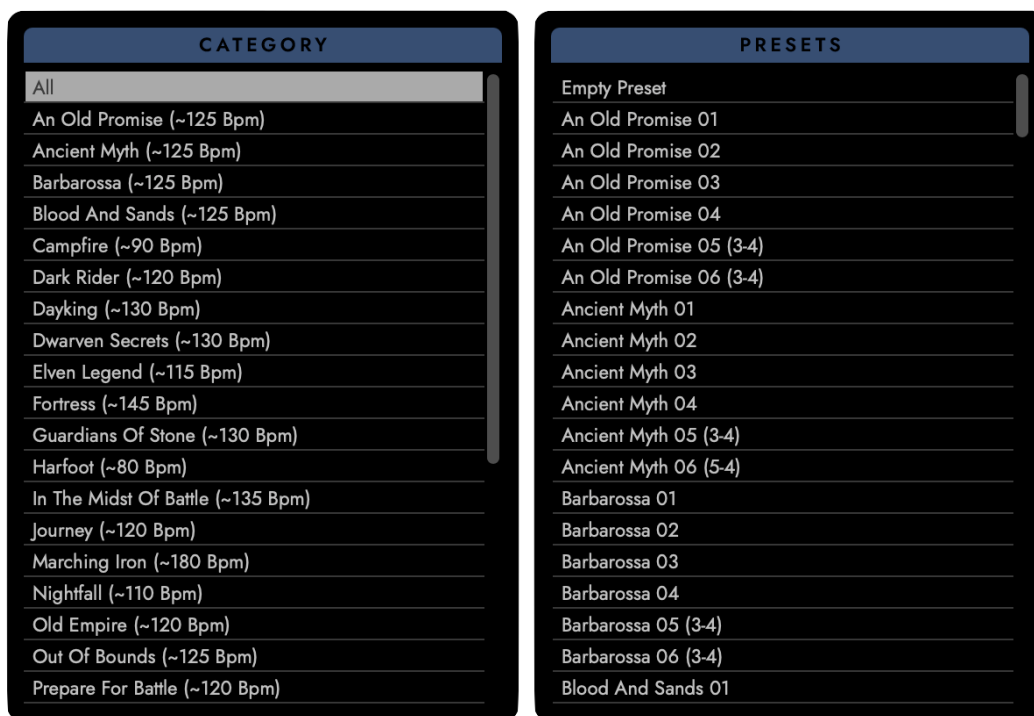 CATEGORY
All
An Old Promise (~125 Bpm)
Ancient Myth (~125 Bpm)
Barbarossa (~125 Bpm)
Blood And Sands (~125 Bpm)
Campfire (~90 Bpm)
Dark Rider (~120 Bpm)
Dayking (~130 Bpm)
Dwarven Secrets (~130 Bpm)
Elven Legend (~115 Bpm)
Fortress (~145 Bpm)
Guardians Of Stone (~130 Bpm)
Harfoot (~80 Bpm)
In The Midst Of Battle (~135 Bpm)
Journey (~120 Bpm)
Marching Iron (~180 Bpm)
Nightfall (~110 Bpm)
Old Empire (~120 Bpm)
Out Of Bounds (~125 Bpm)
Prepare For Battle (~120 Bpm)
PRESETS
Empty Preset
An Old Promise 01
An Old Promise 02
An Old Promise 03
An Old Promise 04
An Old Promise 05 (3-4)
An Old Promise 06 (3-4)
Ancient Myth 01
Ancient Myth 02
Ancient Myth 03
Ancient Myth 04
Ancient Myth 05 (3-4)
Ancient Myth 06 (5-4)
Barbarossa 01
Barbarossa 02
Barbarossa 03
Barbarossa 04
Barbarossa 05 (3-4)
Barbarossa 06 (3-4)
Blood And Sands 01